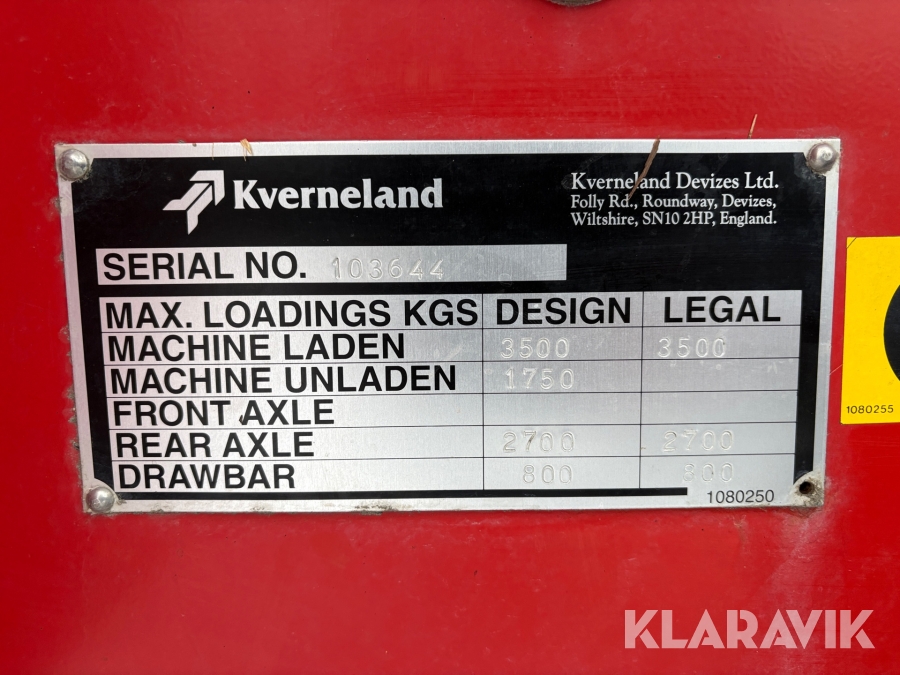 Kverneland
Kverneland Devizes Ltd.
Folly Rd., Roundway, Devizes,
Wiltshire, SN10 2HP, England.
SERIAL NO. 103644
MAX. LOADINGS KGS DESIGN LEGAL
MACHINE LADEN 3500 3500
MACHINE UNLADEN 1750
FRONT AXLE
REAR AXLE 2700 2700
DRAWBAR 800 800
1080250
1080255
KLARAVIK